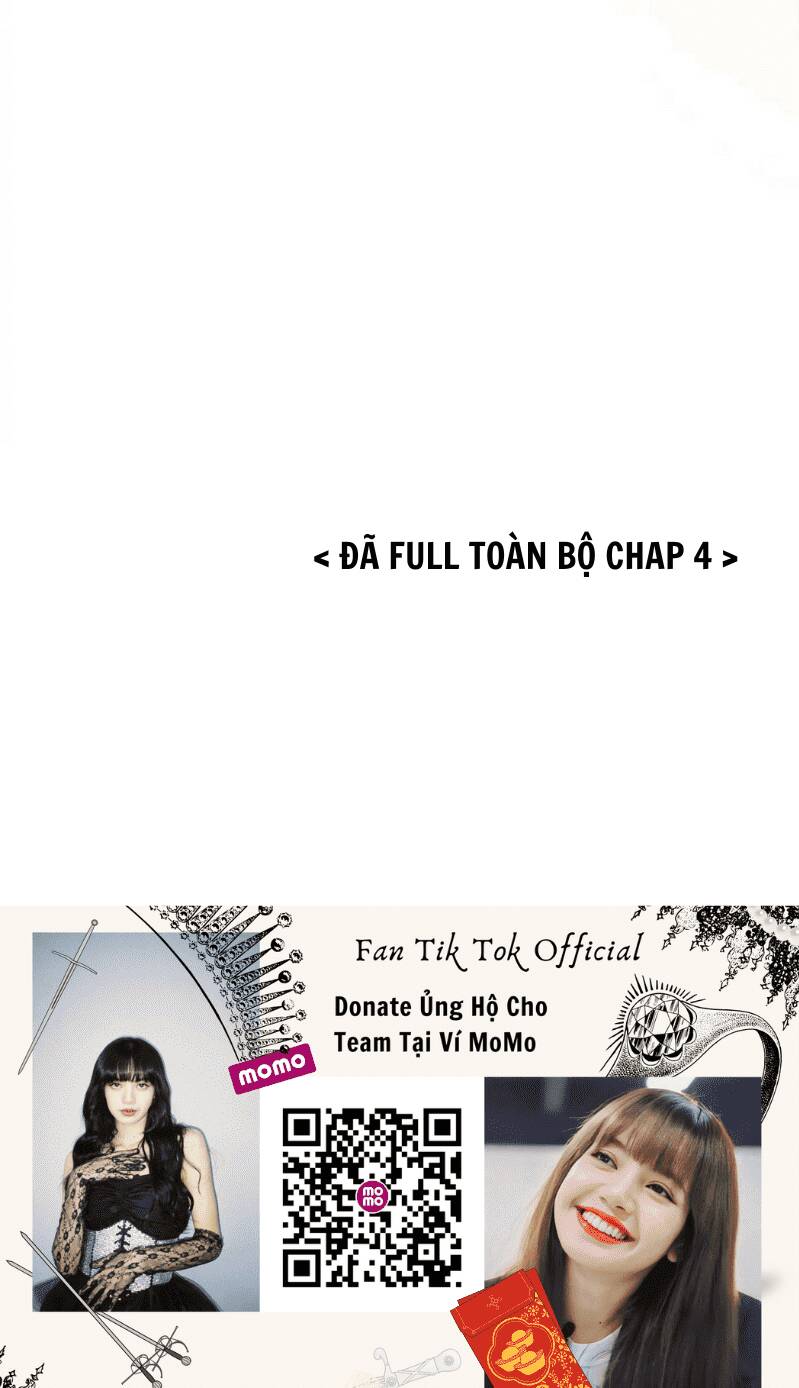 < ĐÃ FULL TOÀN BỘ CHAP 4 >
Fan Tik Tok Official
Donate Ủng Hộ Cho
Team Tại Ví MoMo
momo
mo
mo